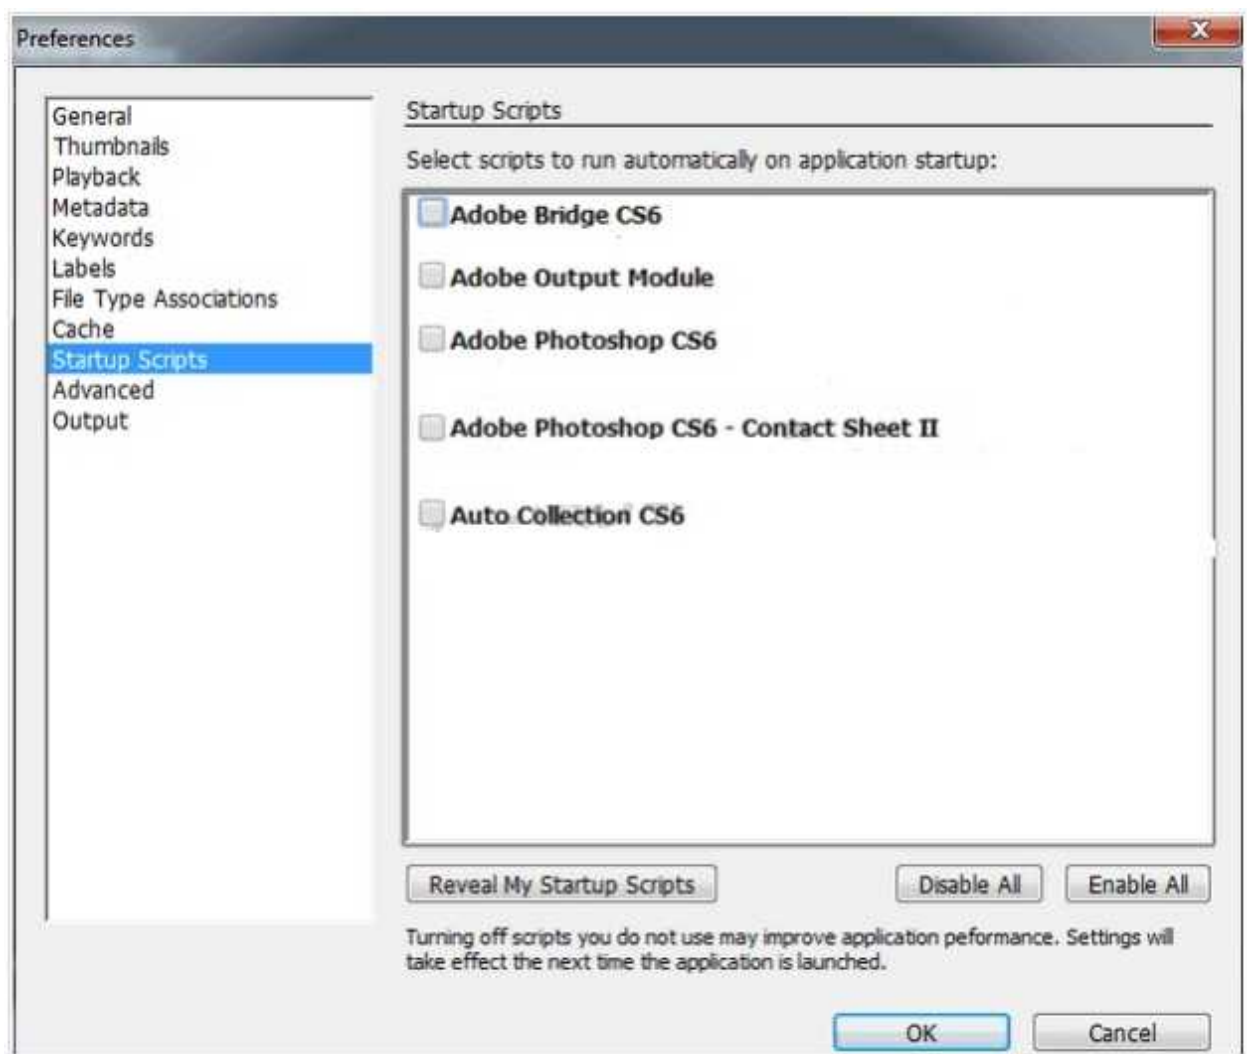 Preferences
X
General
Thumbnails
Playback
Metadata
Keywords
Labels
File Type Associations
Cache
Startup Scripts
Advanced
Output
Startup Scripts
Select scripts to run automatically on application startup:
Adobe Bridge CS6
Adobe Output Module
Adobe Photoshop CS6
Adobe Photoshop CS6 - Contact Sheet II
Auto Collection CS6
Reveal My Startup Scripts
Disable All
Enable All
Turning off scripts you do not use may improve application peformance. Settings will
take effect the next time the application is launched.
OK
Cancel